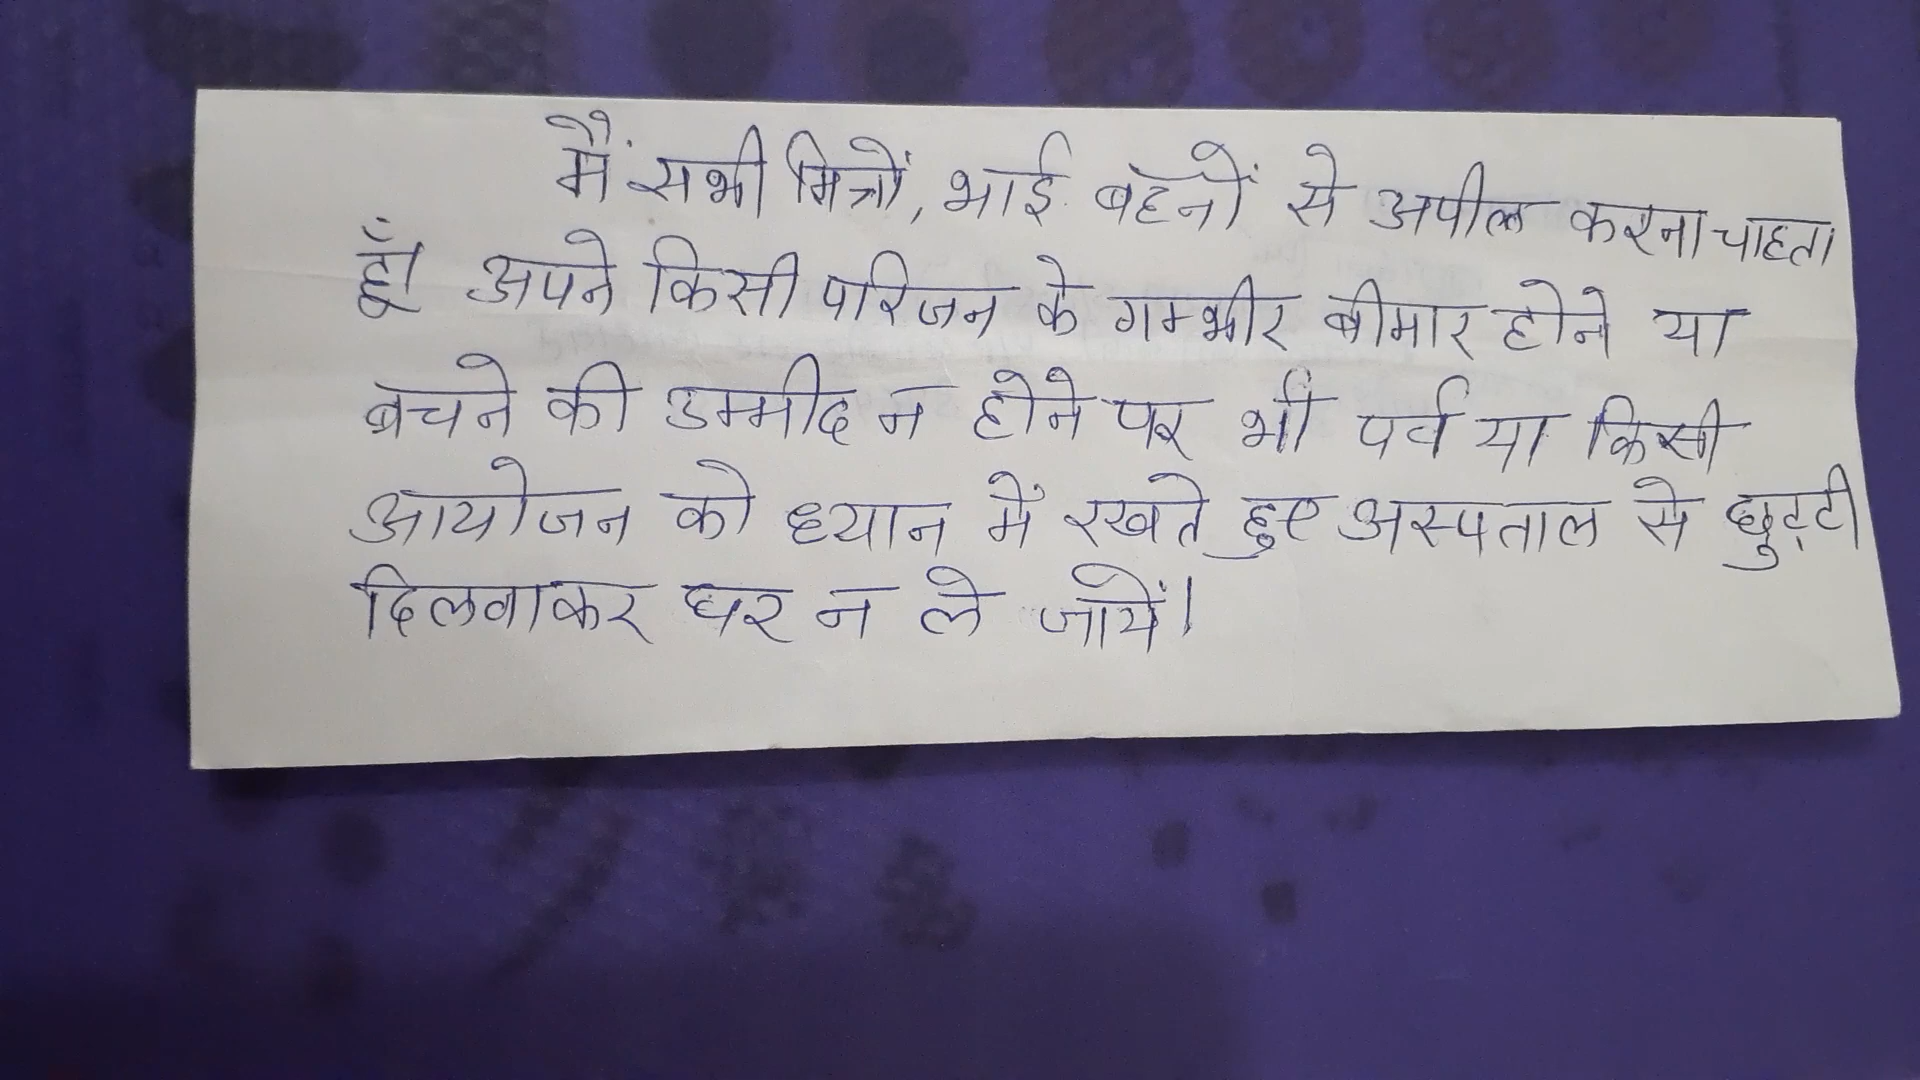 मैं सभी मित्रों, भाई बहनों से अपील करना चाहता
हूँ। अपने किसी परिजन के गम्भीर बीमार होने या
बचने की उम्मीद न होने पर भी पर्व या किसी
आयोजन को ध्यान में रखते हुए अस्पताल से छुट्टी
दिलवाकर घर न ले जायें।